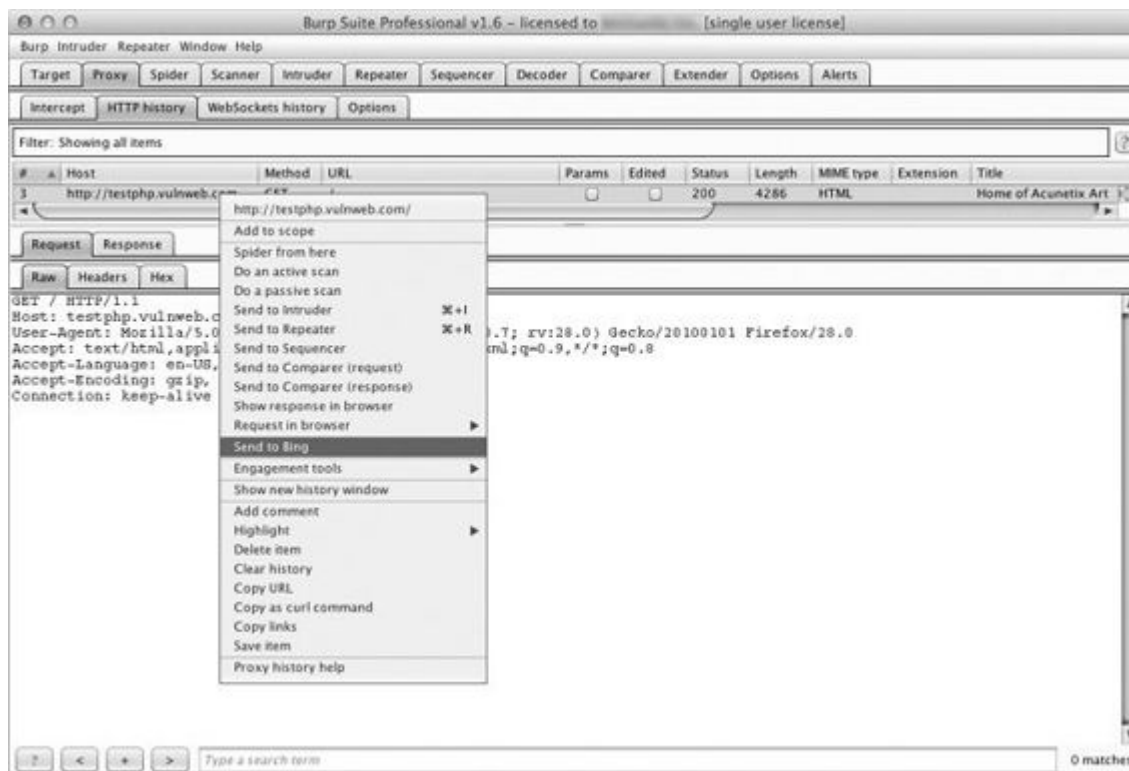 Burp Suite Professional v1.6 – licensed to [single user license]
Burp Intruder Repeater Window Help
Target Proxy Spider Scanner Intruder Repeater Sequencer Decoder Comparer Extender Options Alerts
Intercept HTTP history WebSockets history Options
Filter: Showing all items
?
# Host Method URL Params Edited Status Length MIME type Extension Title
3 http://testphp.vulnweb.com GET / 200 4286 HTML Home of Acunetix Art
Request Response
Raw Headers Hex
GET / HTTP/1.1
Host: testphp.vulnweb.c
User-Agent: Mozilla/5.0 0.7; rv:28.0) Gecko/20100101 Firefox/28.0
Accept: text/html,appli ml;q=0.9,*/*;q=0.8
Accept-Language: en-US,
Accept-Encoding: gzip,
Connection: keep-alive
http://testphp.vulnweb.com/
Add to scope
Spider from here
Do an active scan
Do a passive scan
Send to Intruder ⌘+I
Send to Repeater ⌘+R
Send to Sequencer
Send to Comparer (request)
Send to Comparer (response)
Show response in browser
Request in browser
Send to Bing
Engagement tools
Show new history window
Add comment
Highlight
Delete item
Clear history
Copy URL
Copy as curl command
Copy links
Save item
Proxy history help
? < + > Type a search term 0 matches